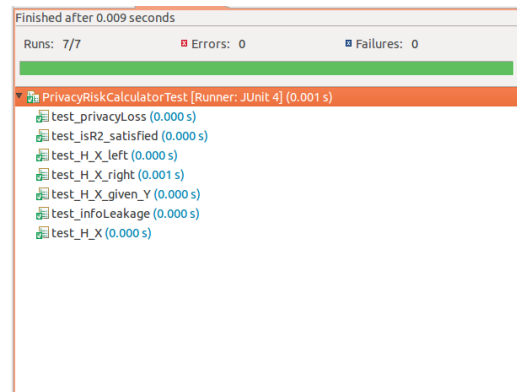 Finished after 0.009 seconds
Runs: 7/7 Errors: 0 Failures: 0
PrivacyRiskCalculatorTest [Runner: JUnit 4] (0.001 s)
test_privacyLoss (0.000 s)
test_isR2_satisfied (0.000 s)
test_H_X_left (0.000 s)
test_H_X_right (0.001 s)
test_H_X_given_Y (0.000 s)
test_infoLeakage (0.000 s)
test_H_X (0.000 s)